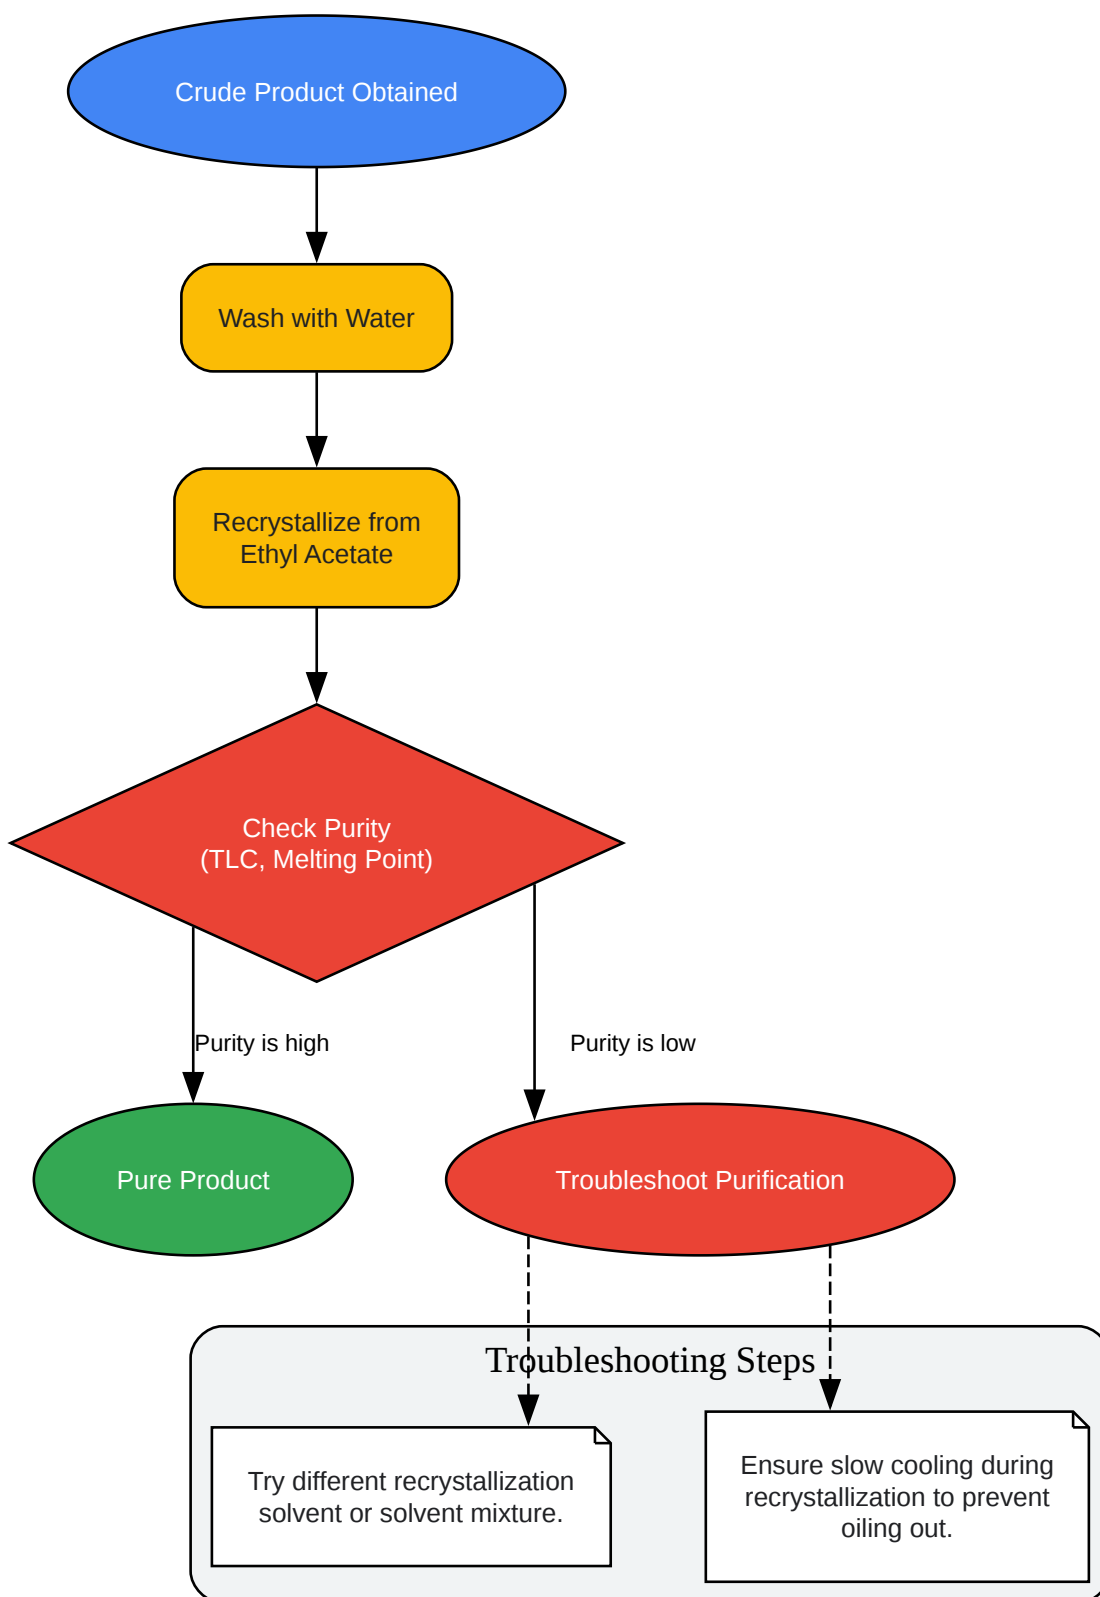 Crude Product Obtained
Wash with Water
Recrystallize from
Ethyl Acetate
Check Purity
(TLC, Melting Point)
Purity is high
Purity is low
Pure Product
Troubleshoot Purification
Troubleshooting Steps
Try different recrystallization
solvent or solvent mixture.
Ensure slow cooling during
recrystallization to prevent
oiling out.